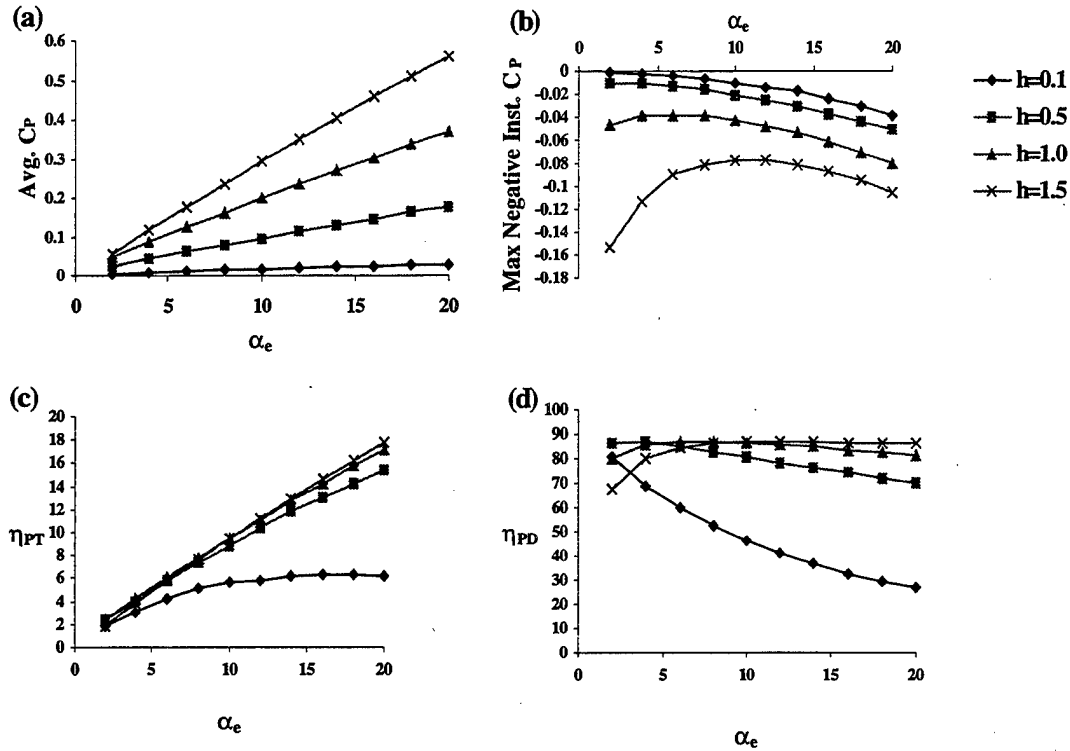 (a)
0.6
0.5
0.4
0.3
0.2
0.1
0
Avg. CP
0 5 10 15 20
αe
(b)
αe
0 5 10 15 20
0
-0.02
-0.04
-0.06
-0.08
-0.1
-0.12
-0.14
-0.16
-0.18
Max Negative Inst. CP
h=0.1
h=0.5
h=1.0
h=1.5
(c)
20
18
16
14
12
10
8
6
4
2
0
ηPT
0 5 10 15 20
αe
(d)
100
90
80
70
60
50
40
30
20
10
0
ηPD
0 5 10 15 20
αe